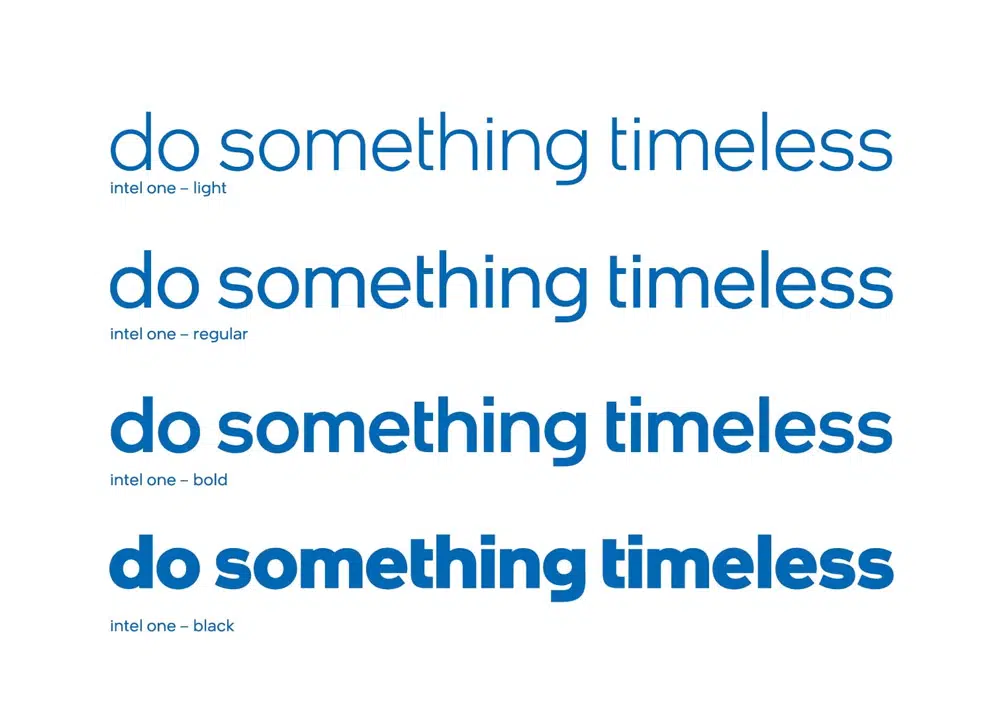 do something timeless
intel one – light
do something timeless
intel one – regular
do something timeless
intel one – bold
do something timeless
intel one – black